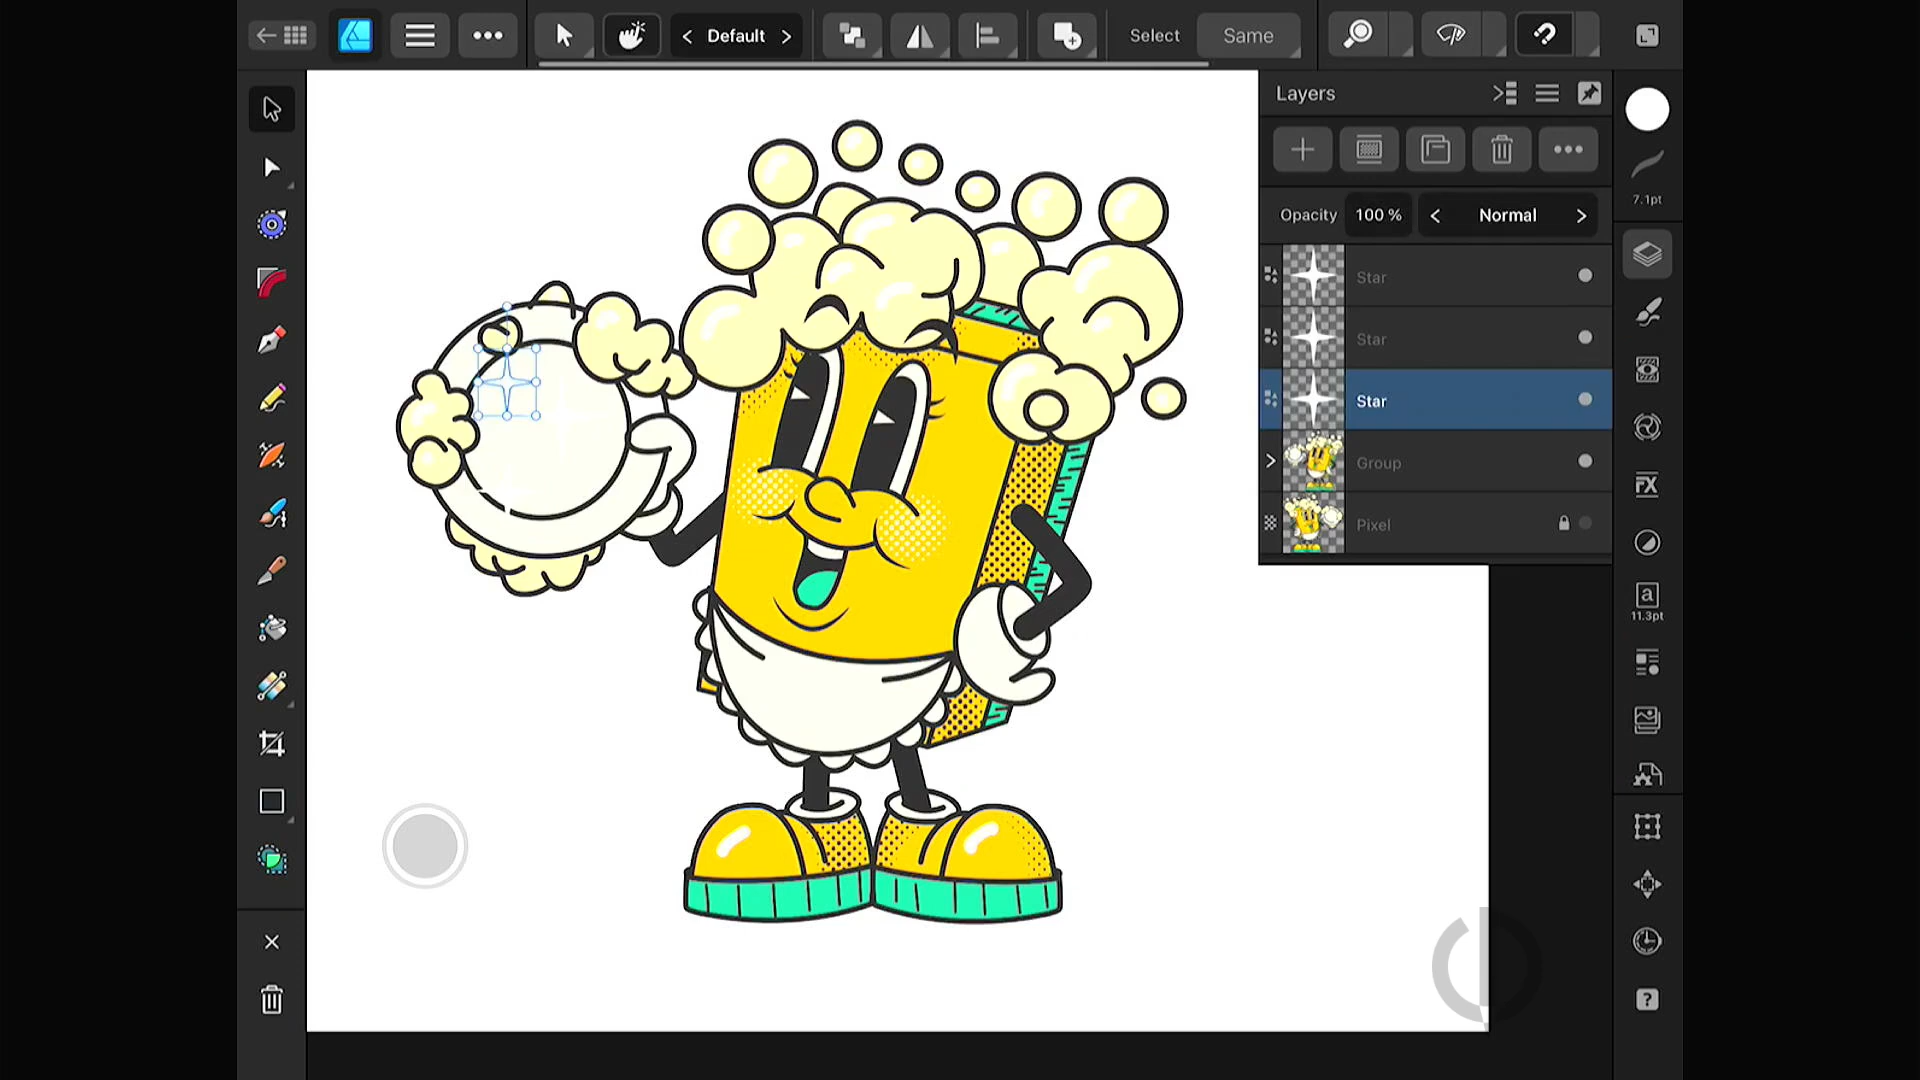 Default
Select
Same
Layers
Opacity
100 %
Normal
7.1pt
Star
Star
Star
Group
Pixel
FX
a
11.3pt
?